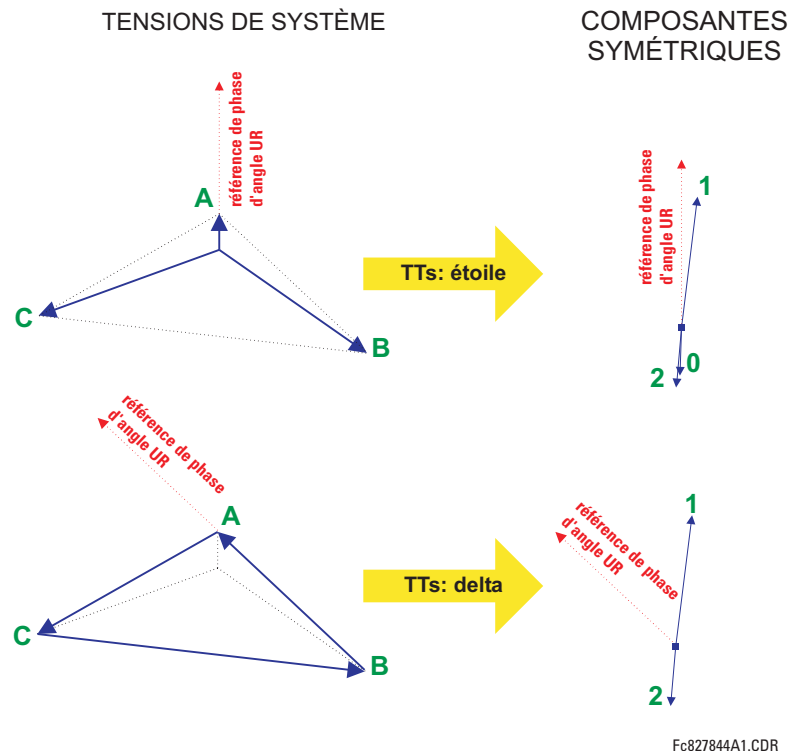 TENSIONS DE SYSTÈME
COMPOSANTES
SYMÉTRIQUES
référence de phase
d'angle UR
A
C
B
TTs: étoile
référence de phase
d'angle UR
1
2
0
référence de phase
d'angle UR
A
C
B
TTs: delta
référence de phase
d'angle UR
1
2
Fc827844A1.CDR